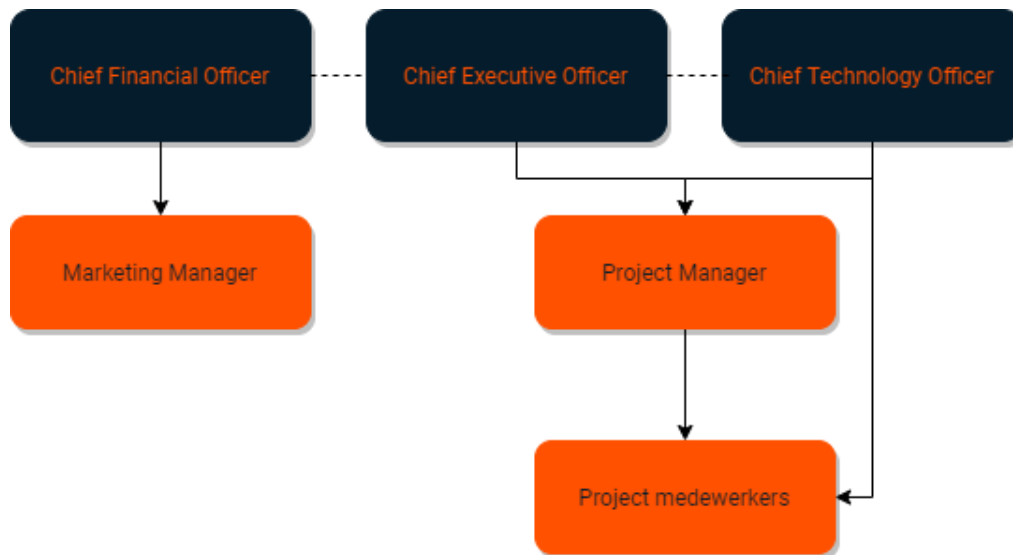 Chief Financial Officer
Chief Executive Officer
Chief Technology Officer
Marketing Manager
Project Manager
Project medewerkers